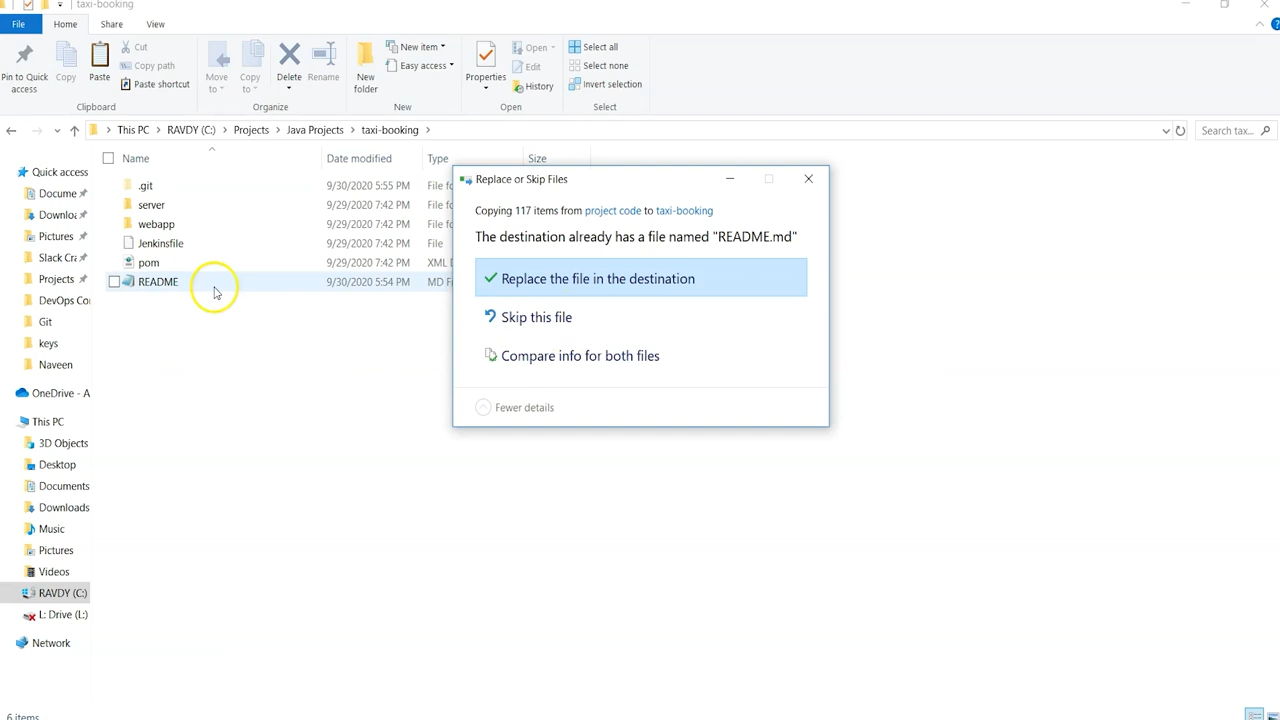 taxi-booking
File
Home
Share
View
Pin to Quick access
Copy
Paste
Cut
Copy path
Paste shortcut
Clipboard
Move to
Copy to
Delete
Rename
Organize
New folder
New item
Easy access
New
Properties
Open
Edit
History
Open
Select all
Select none
Invert selection
Select
This PC > RAVDY (C:) > Projects > Java Projects > taxi-booking >
Search tax...
Name
Date modified
Type
Size
.git 9/30/2020 5:55 PM File fo
server 9/29/2020 7:42 PM File fo
webapp 9/29/2020 7:42 PM File fo
Jenkinsfile 9/29/2020 7:42 PM File
pom 9/29/2020 7:42 PM XML D
README 9/30/2020 5:54 PM MD Fi
Quick access
Docume
Downloa
Pictures
Slack Cra
Projects
DevOps Co
Git
keys
Naveen
OneDrive - A
This PC
3D Objects
Desktop
Documents
Downloads
Music
Pictures
Videos
RAVDY (C:)
L: Drive (L:)
Network
6 items
Replace or Skip Files
Copying 117 items from project code to taxi-booking
The destination already has a file named "README.md"
Replace the file in the destination
Skip this file
Compare info for both files
Fewer details